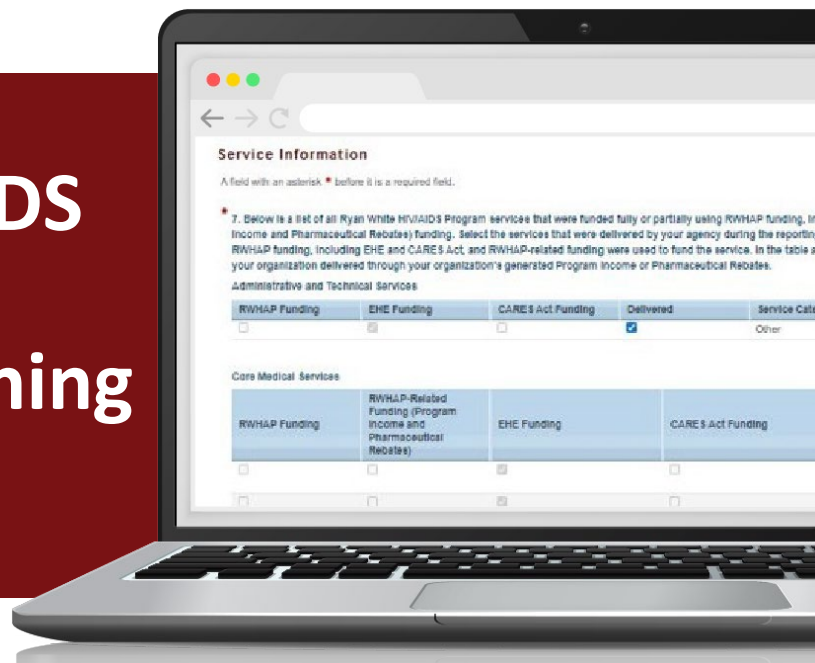 DS
ning
Service Information
A field with an asterisk * before it is a required field.
* 7. Below is a list of all Ryan White HIV/AIDS Program services that were funded fully or partially using RWHAP funding, in
Income and Pharmaceutical Rebates) funding. Select the services that were delivered by your agency during the reporting
RWHAP funding, including EHE and CARES Act, and RWHAP-related funding were used to fund the service. In the table a
your organization delivered through your organization's generated Program Income or Pharmaceutical Rebates.
Administrative and Technical Services
RWHAP Funding EHE Funding CARES Act Funding Delivered Service Cate
Other
Core Medical Services
RWHAP Funding RWHAP-Related Funding (Program Income and Pharmaceutical Rebates) EHE Funding CARES Act Funding